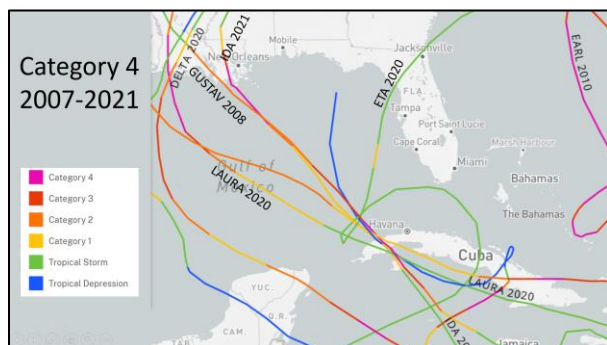 Category 4
2007-2021
Category 4
Category 3
Category 2
Category 1
Tropical Storm
Tropical Depression
DELTA 2020
GUSTAV 2008
IDA 2021
LAURA 2020
ETA 2020
EARL 2010
LAURA 2020
Mobile
New Orleans
Jacksonville
FLA.
Tampa
Port Saint Lucie
Cape Coral
Miami
Marsh Harbour
Bahamas
The Bahamas
Gulf of
Mexico
Havana
Cuba
YUC.
Q.R.
CAM.
TAB.
Jamaica